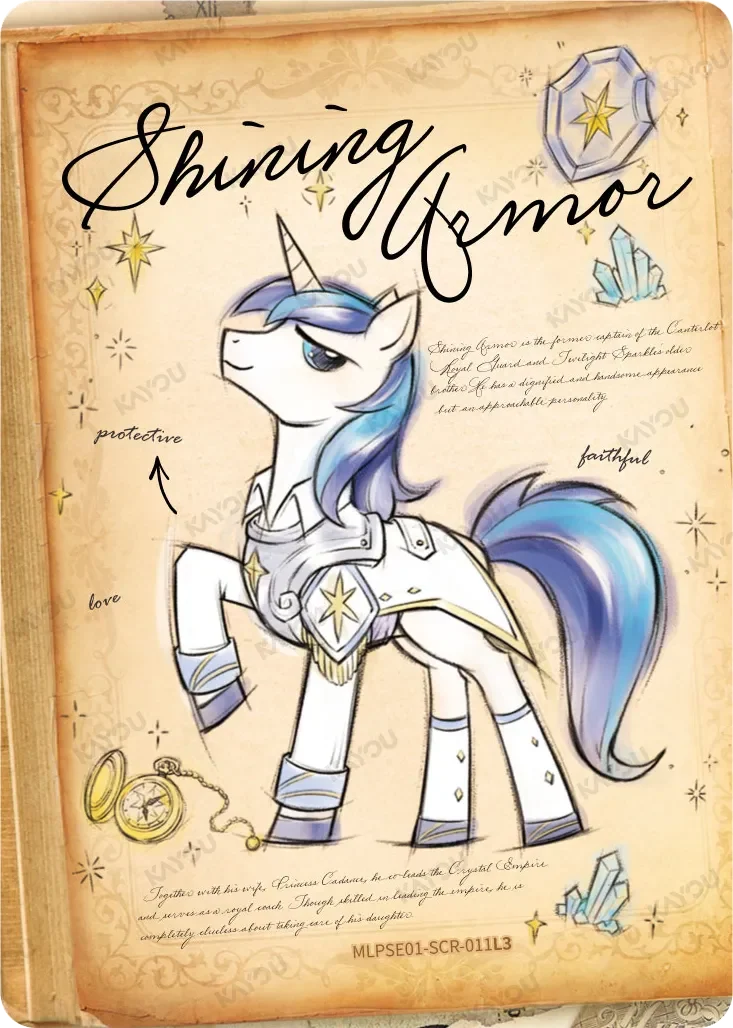 Shining
Armor
Shining Armor is the former captain of the Canterlot
Royal Guard and Twilight Sparkle's older
brother. He has a dignified and handsome appearance
but an approachable personality.
protective
faithful
love
Together with his wife, Princess Cadance, he co-leads the Crystal Empire
and serves as a royal coach. Though skilled in leading the empire, he is
completely clueless about taking care of his daughter.
MLPSE01-SCR-011L3
KAYOU